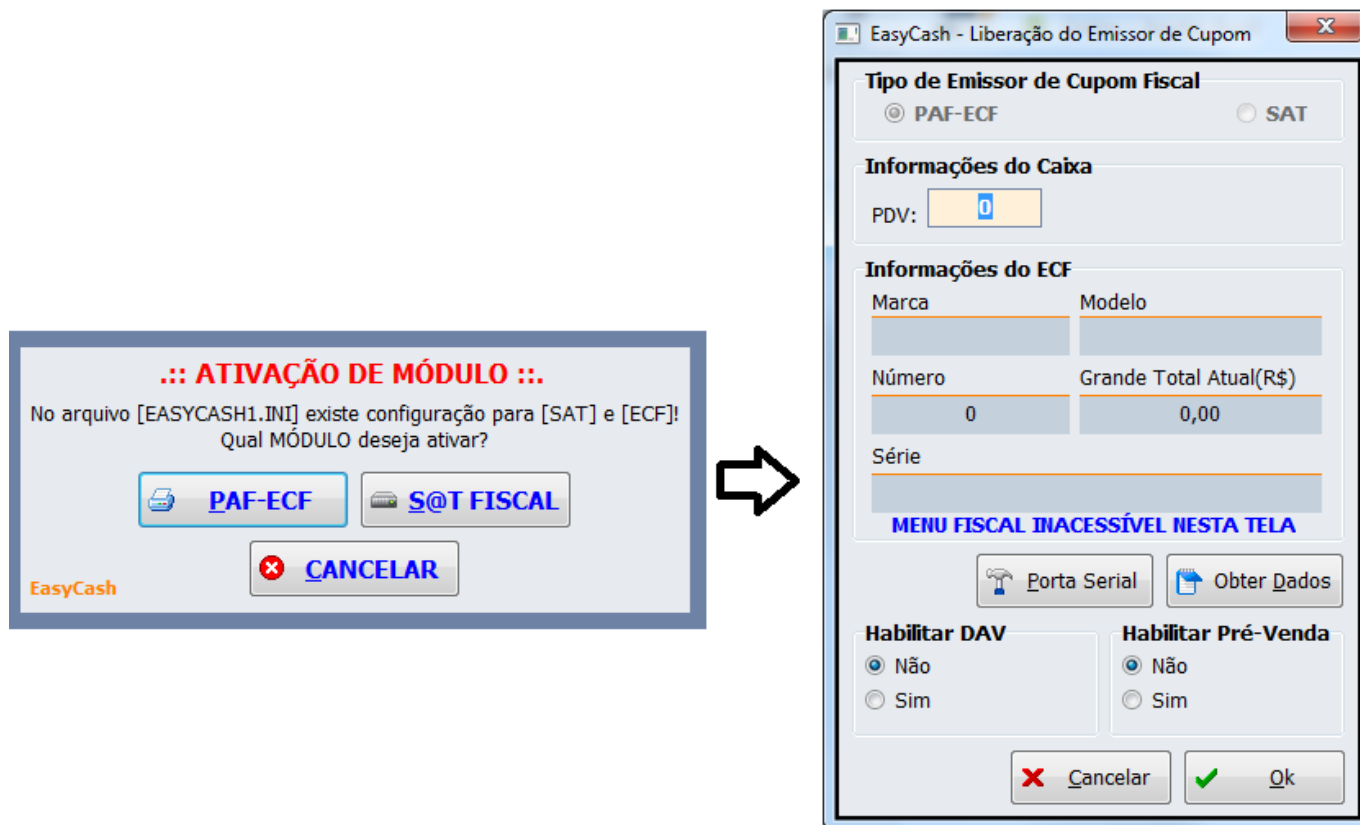 .:: ATIVAÇÃO DE MÓDULO ::.
No arquivo [EASYCASH1.INI] existe configuração para [SAT] e [ECF]!
Qual MÓDULO deseja ativar?
PAF-ECF
S@T FISCAL
CANCELAR
EasyCash
EasyCash - Liberação do Emissor de Cupom
Tipo de Emissor de Cupom Fiscal
PAF-ECF
SAT
Informações do Caixa
PDV:
0
Informações do ECF
Marca
Modelo
Número
Grande Total Atual(R$)
0
0,00
Série
MENU FISCAL INACESSÍVEL NESTA TELA
Porta Serial
Obter Dados
Habilitar DAV
Habilitar Pré-Venda
Não
Não
Sim
Sim
Cancelar
Ok